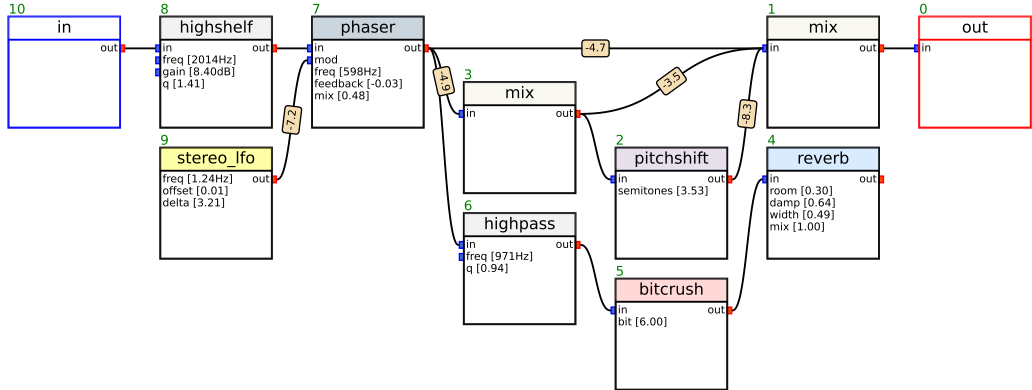 10
in
out
8
highshelf
in out
freq [2014Hz]
gain [8.40dB]
q [1.41]
9
stereo_lfo
freq [1.24Hz] out
offset [0.01]
delta [3.21]
-7.2
7
phaser
in out
mod
freq [598Hz]
feedback [-0.03]
mix [0.48]
-4.7
-4.9
3
mix
in out
-3.5
6
highpass
in out
freq [971Hz]
q [0.94]
2
pitchshift
in out
semitones [3.53]
-8.3
5
bitcrush
in out
bit [6.00]
1
mix
in out
4
reverb
in out
room [0.30]
damp [0.64]
width [0.49]
mix [1.00]
0
out
in